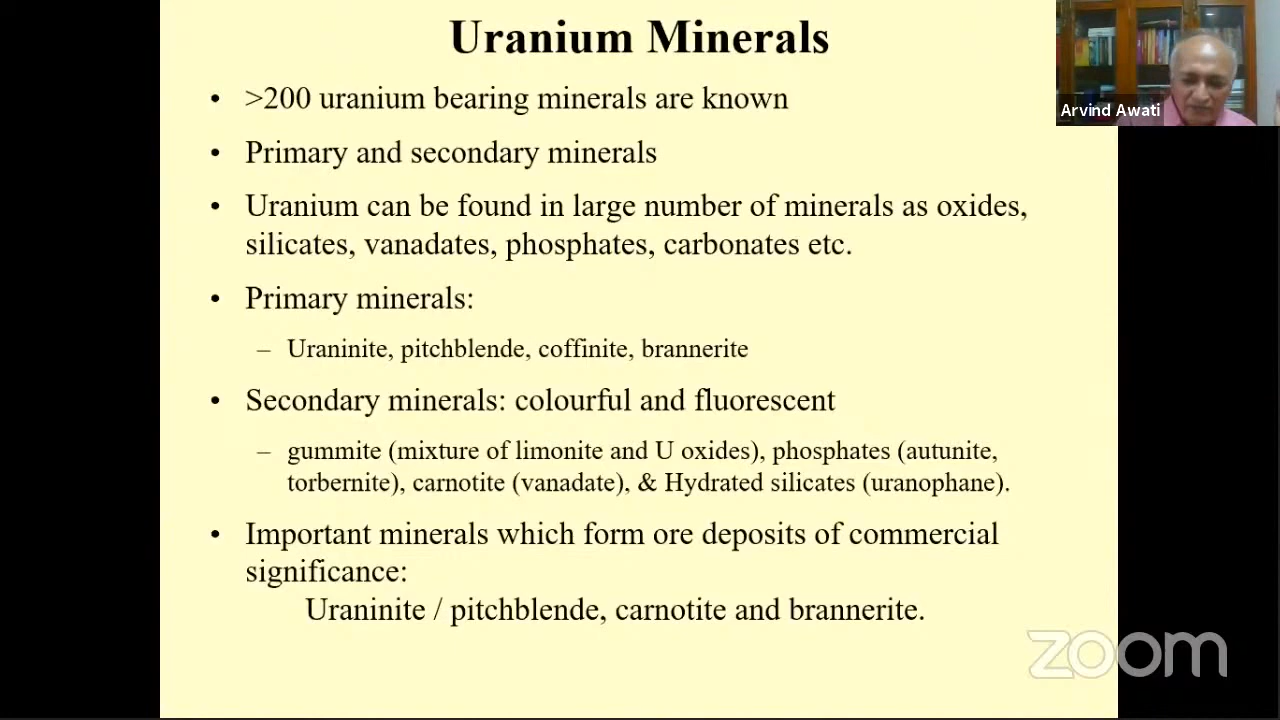 Uranium Minerals
Arvind Awati
• >200 uranium bearing minerals are known
• Primary and secondary minerals
• Uranium can be found in large number of minerals as oxides,
silicates, vanadates, phosphates, carbonates etc.
• Primary minerals:
– Uraninite, pitchblende, coffinite, brannerite
• Secondary minerals: colourful and fluorescent
– gummite (mixture of limonite and U oxides), phosphates (autunite,
torbernite), carnotite (vanadate), & Hydrated silicates (uranophane).
• Important minerals which form ore deposits of commercial
significance:
Uraninite / pitchblende, carnotite and brannerite.
zoom